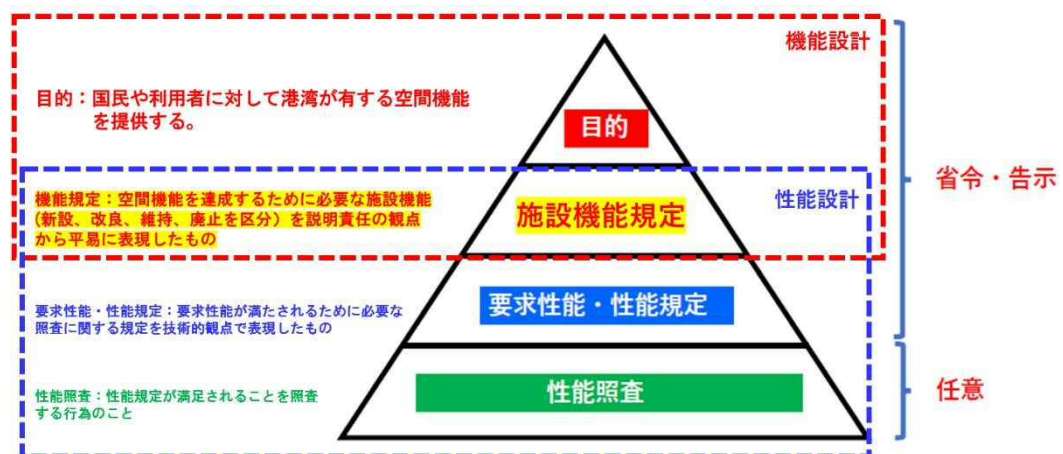 機能設計
目的：国民や利用者に対して港湾が有する空間機能
を提供する。
目的
省令・告示
機能規定：空間機能を達成するために必要な施設機能
(新設、改良、維持、廃止を区分）を説明責任の観点
から平易に表現したもの
施設機能規定
性能設計
要求性能・性能規定：要求性能が満たされるために必要な
照査に関する規定を技術的観点で表現したもの
要求性能・性能規定
性能照査：性能規定が満足されることを照査
する行為のこと
性能照査
任意